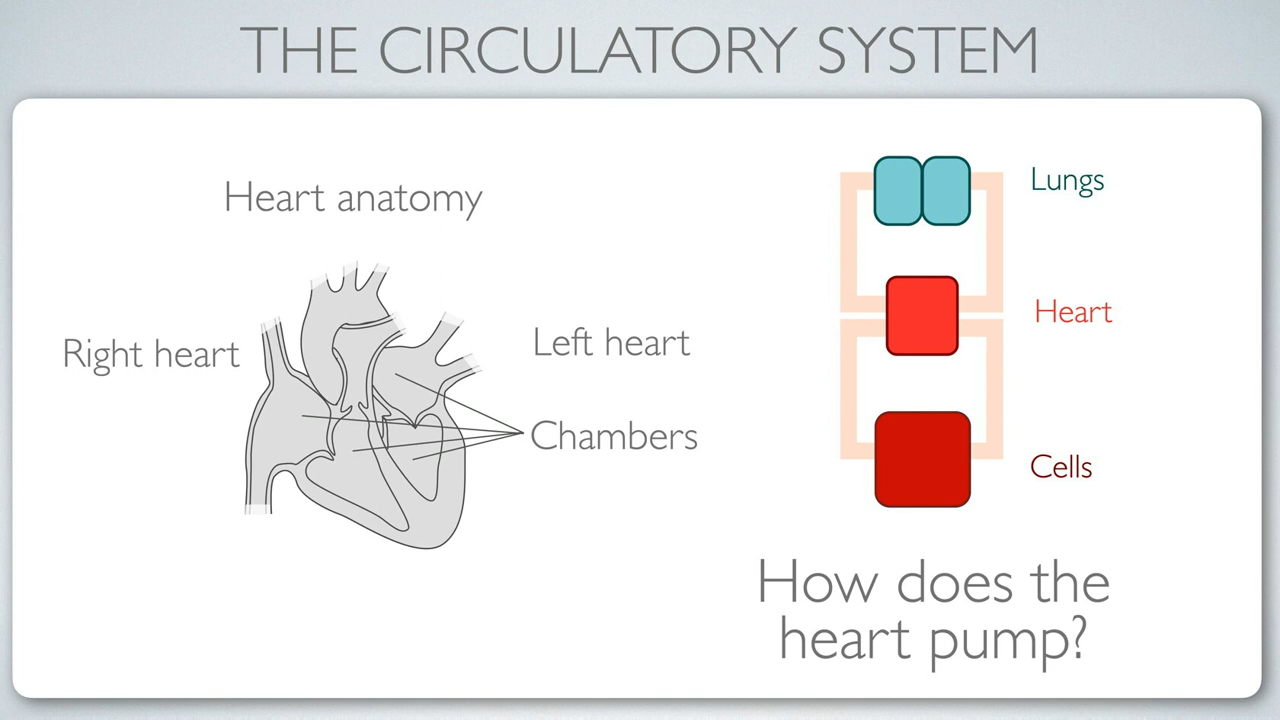 THE CIRCULATORY SYSTEM
Heart anatomy
Right heart
Left heart
Chambers
Lungs
Heart
Cells
How does the
heart pump?